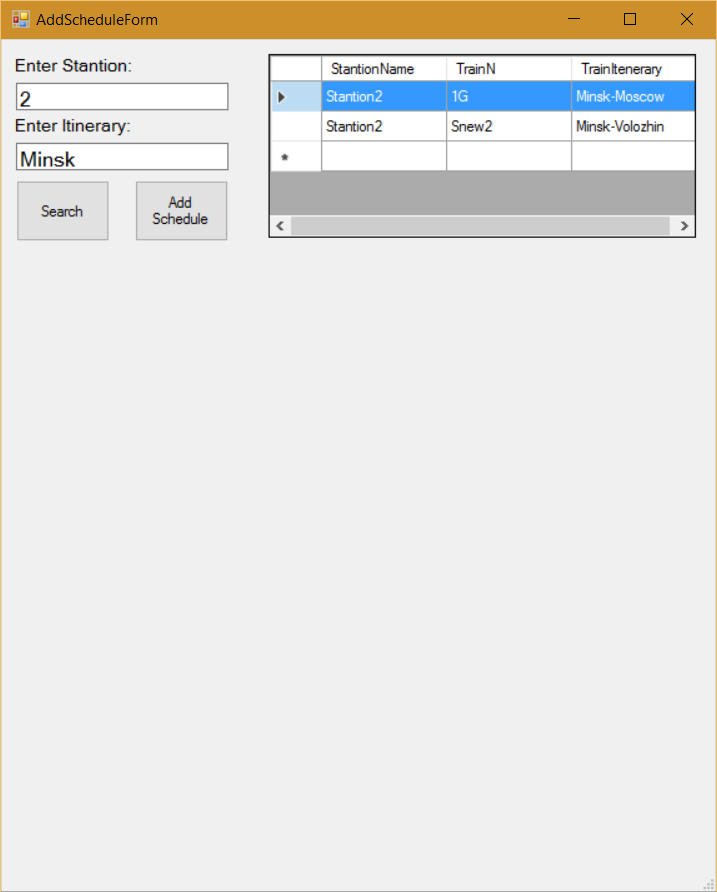 AddScheduleForm
Enter Stantion:
2
Enter Itinerary:
Minsk
Search
Add
Schedule
StantionName TrainN TrainItenerary
Stantion2 1G Minsk-Moscow
Stantion2 Snew2 Minsk-Volozhin
*